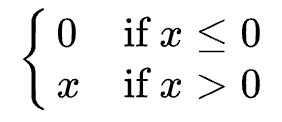 0 if x ≤ 0
x if x > 0